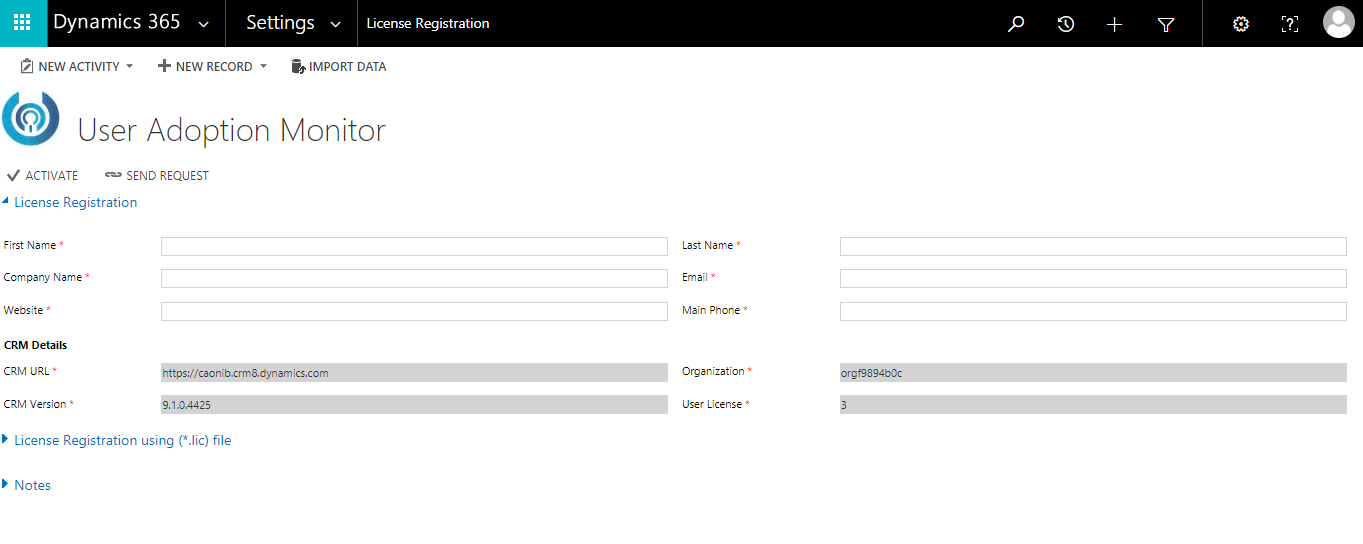 Dynamics 365 Settings License Registration
NEW ACTIVITY NEW RECORD IMPORT DATA
User Adoption Monitor
ACTIVATE SEND REQUEST
License Registration
First Name * Last Name *
Company Name * Email *
Website * Main Phone *
CRM Details
CRM URL * https://caonib.crm8.dynamics.com Organization * orgf9894b0c
CRM Version * 9.1.0.4425 User License * 3
License Registration using (*.lic) file
Notes